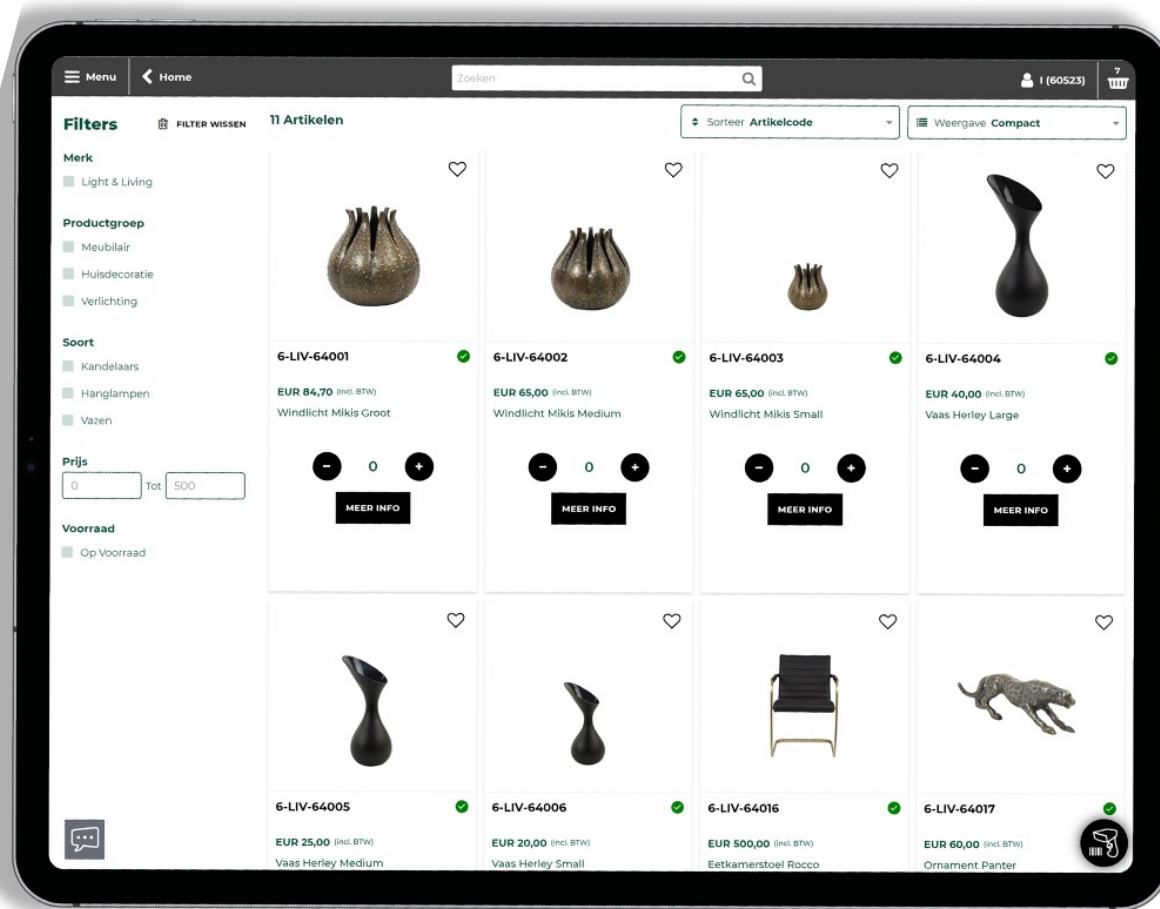 Menu
Home
Zoeken
I (60523)
7
Filters
FILTER WISSEN
11 Artikelen
Sorteer Artikelcode
Weergave Compact
Merk
Light & Living
Productgroep
Meubilair
Huisdecoratie
Verlichting
Soort
Kandelaars
Hanglampen
Vazen
Prijs
0 Tot 500
Voorraad
Op Voorraad
6-LIV-64001
EUR 84,70 (incl. BTW)
Windlicht Mikis Groot
0
MEER INFO
6-LIV-64002
EUR 65,00 (incl. BTW)
Windlicht Mikis Medium
0
MEER INFO
6-LIV-64003
EUR 65,00 (incl. BTW)
Windlicht Mikis Small
0
MEER INFO
6-LIV-64004
EUR 40,00 (incl. BTW)
Vaas Herley Large
0
MEER INFO
6-LIV-64005
EUR 25,00 (incl. BTW)
Vaas Herley Medium
6-LIV-64006
EUR 20,00 (incl. BTW)
Vaas Herley Small
6-LIV-64016
EUR 500,00 (incl. BTW)
Eetkamerstoel Rocco
6-LIV-64017
EUR 60,00 (incl. BTW)
Ornament Panter